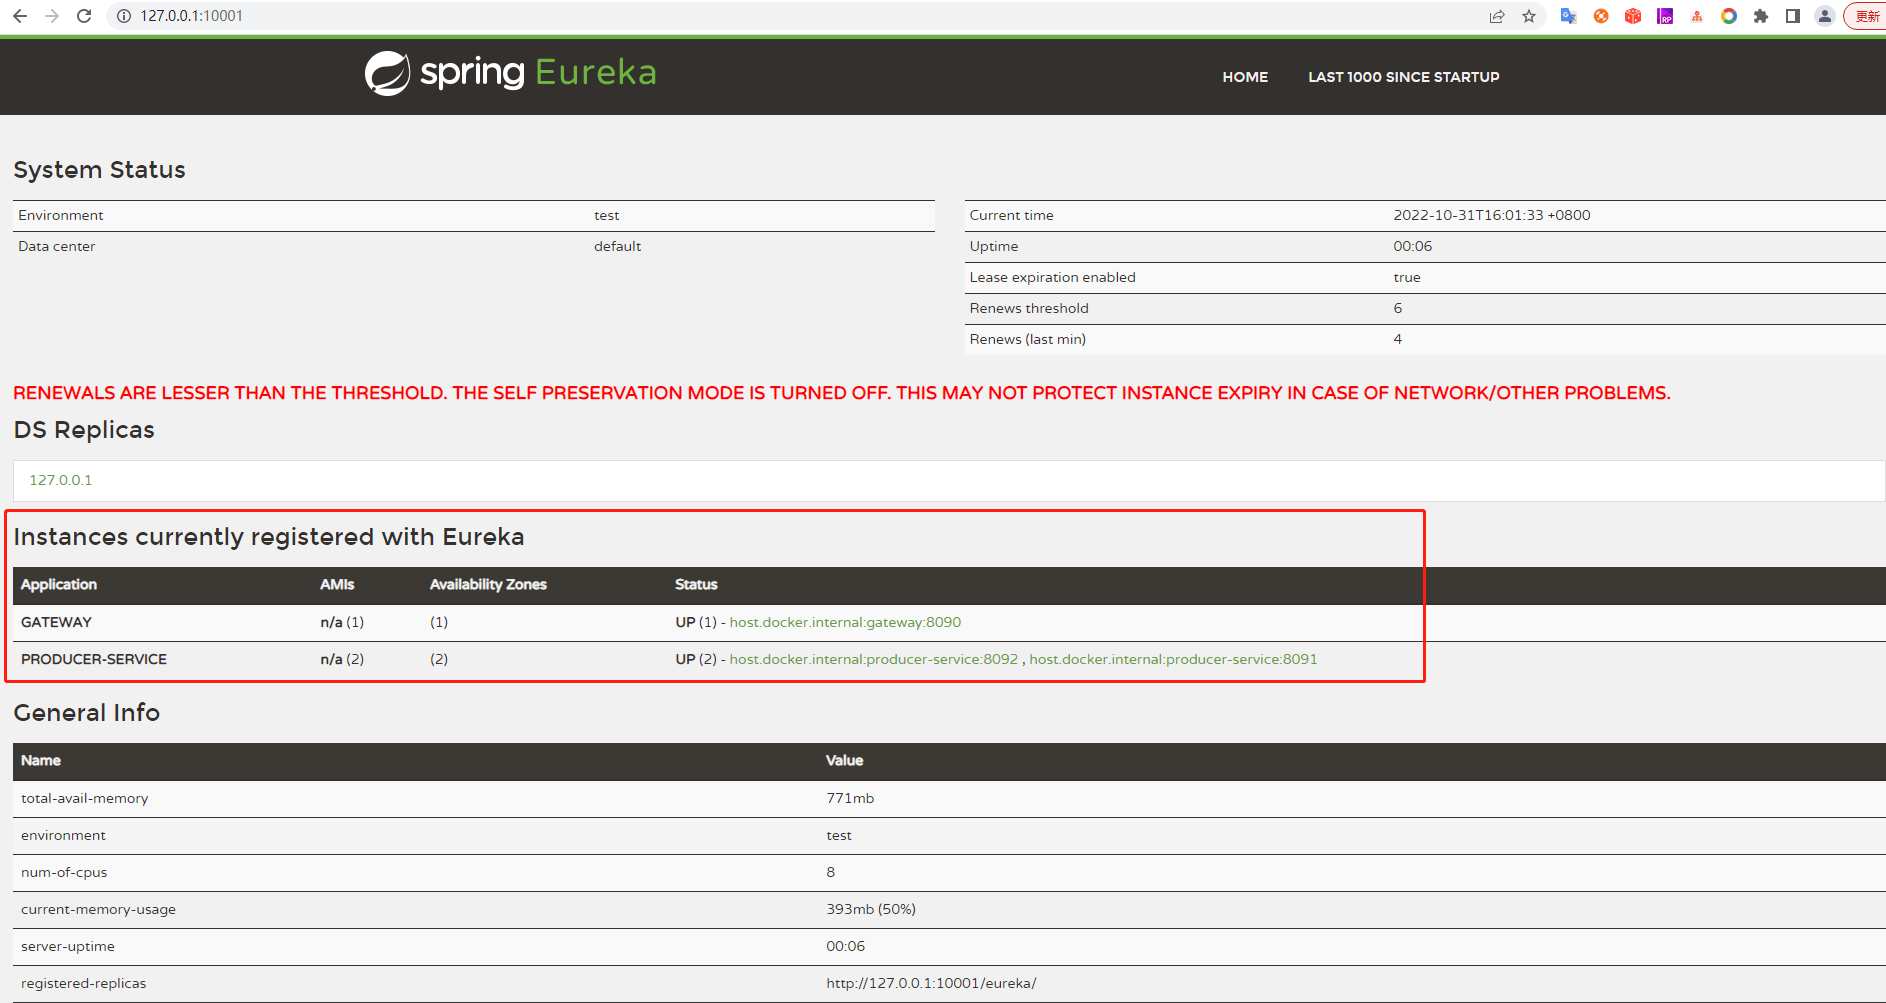 127.0.0.1:10001
更新
spring Eureka
HOME LAST 1000 SINCE STARTUP
System Status
Environment test
Data center default
Current time 2022-10-31T16:01:33 +0800
Uptime 00:06
Lease expiration enabled true
Renews threshold 6
Renews (last min) 4
RENEWALS ARE LESSER THAN THE THRESHOLD. THE SELF PRESERVATION MODE IS TURNED OFF. THIS MAY NOT PROTECT INSTANCE EXPIRY IN CASE OF NETWORK/OTHER PROBLEMS.
DS Replicas
127.0.0.1
Instances currently registered with Eureka
Application AMIs Availability Zones Status
GATEWAY n/a (1) (1) UP (1) - host.docker.internal:gateway:8090
PRODUCER-SERVICE n/a (2) (2) UP (2) - host.docker.internal:producer-service:8092 , host.docker.internal:producer-service:8091
General Info
Name Value
total-avail-memory 771mb
environment test
num-of-cpus 8
current-memory-usage 393mb (50%)
server-uptime 00:06
registered-replicas http://127.0.0.1:10001/eureka/